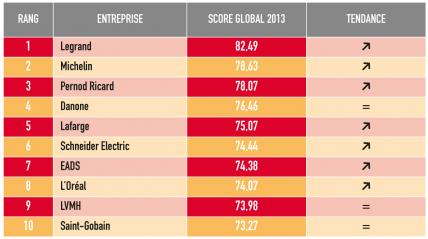 RANG ENTREPRISE SCORE GLOBAL 2013 TENDANCE
1 Legrand 82,49 ↗
2 Michelin 78,63 ↗
3 Pernod Ricard 78,07 ↗
4 Danone 76,46 =
5 Lafarge 75,07 ↗
6 Schneider Electric 74,44 ↗
7 EADS 74,38 ↗
8 L'Oréal 74,07 ↗
9 LVMH 73,98 =
10 Saint-Gobain 73,27 =